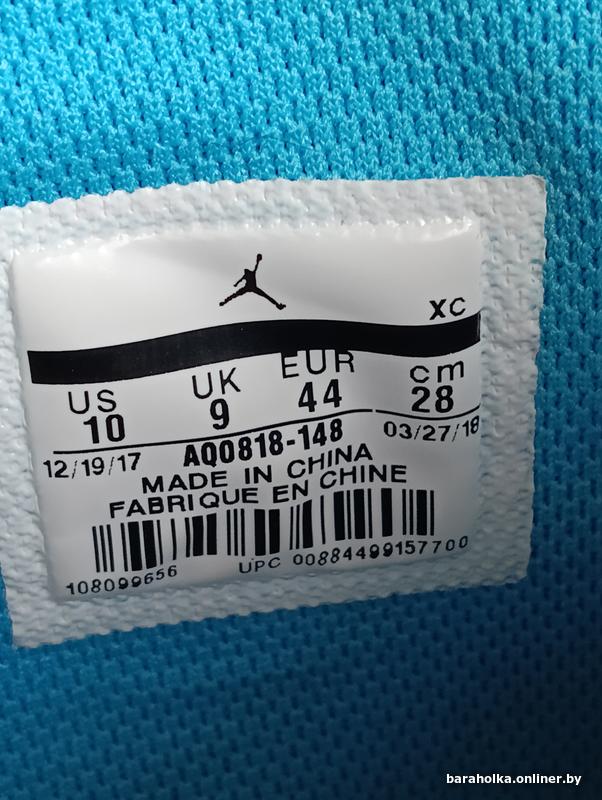 XC
US UK EUR cm
10 9 44 28
12/19/17 AQ0818-148 03/27/18
MADE IN CHINA
FABRIQUE EN CHINE
108099656 UPC 00884499157700
baraholka.onliner.by